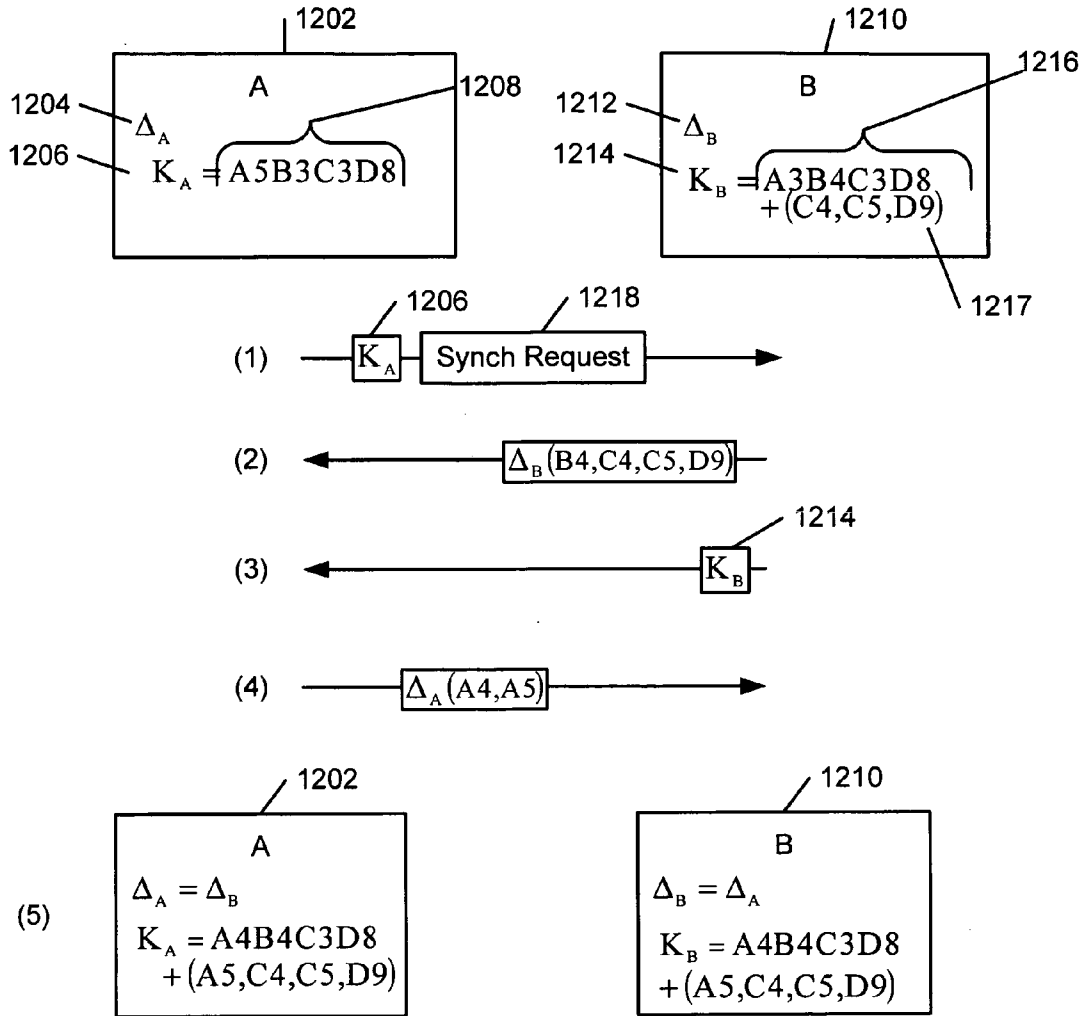 1202
1210
1216
A
1208
B
1204
Δ_A
1212
Δ_B
1206
K_A = A5B3C3D8
1214
K_B = A3B4C3D8
+ (C4,C5,D9)
1217
1206
1218
(1)
K_A
Synch Request
(2)
Δ_B(B4,C4,C5,D9)
1214
(3)
K_B
(4)
Δ_A(A4,A5)
1202
1210
A
B
(5)
Δ_A = Δ_B
Δ_B = Δ_A
K_A = A4B4C3D8
+ (A5,C4,C5,D9)
K_B = A4B4C3D8
+ (A5,C4,C5,D9)